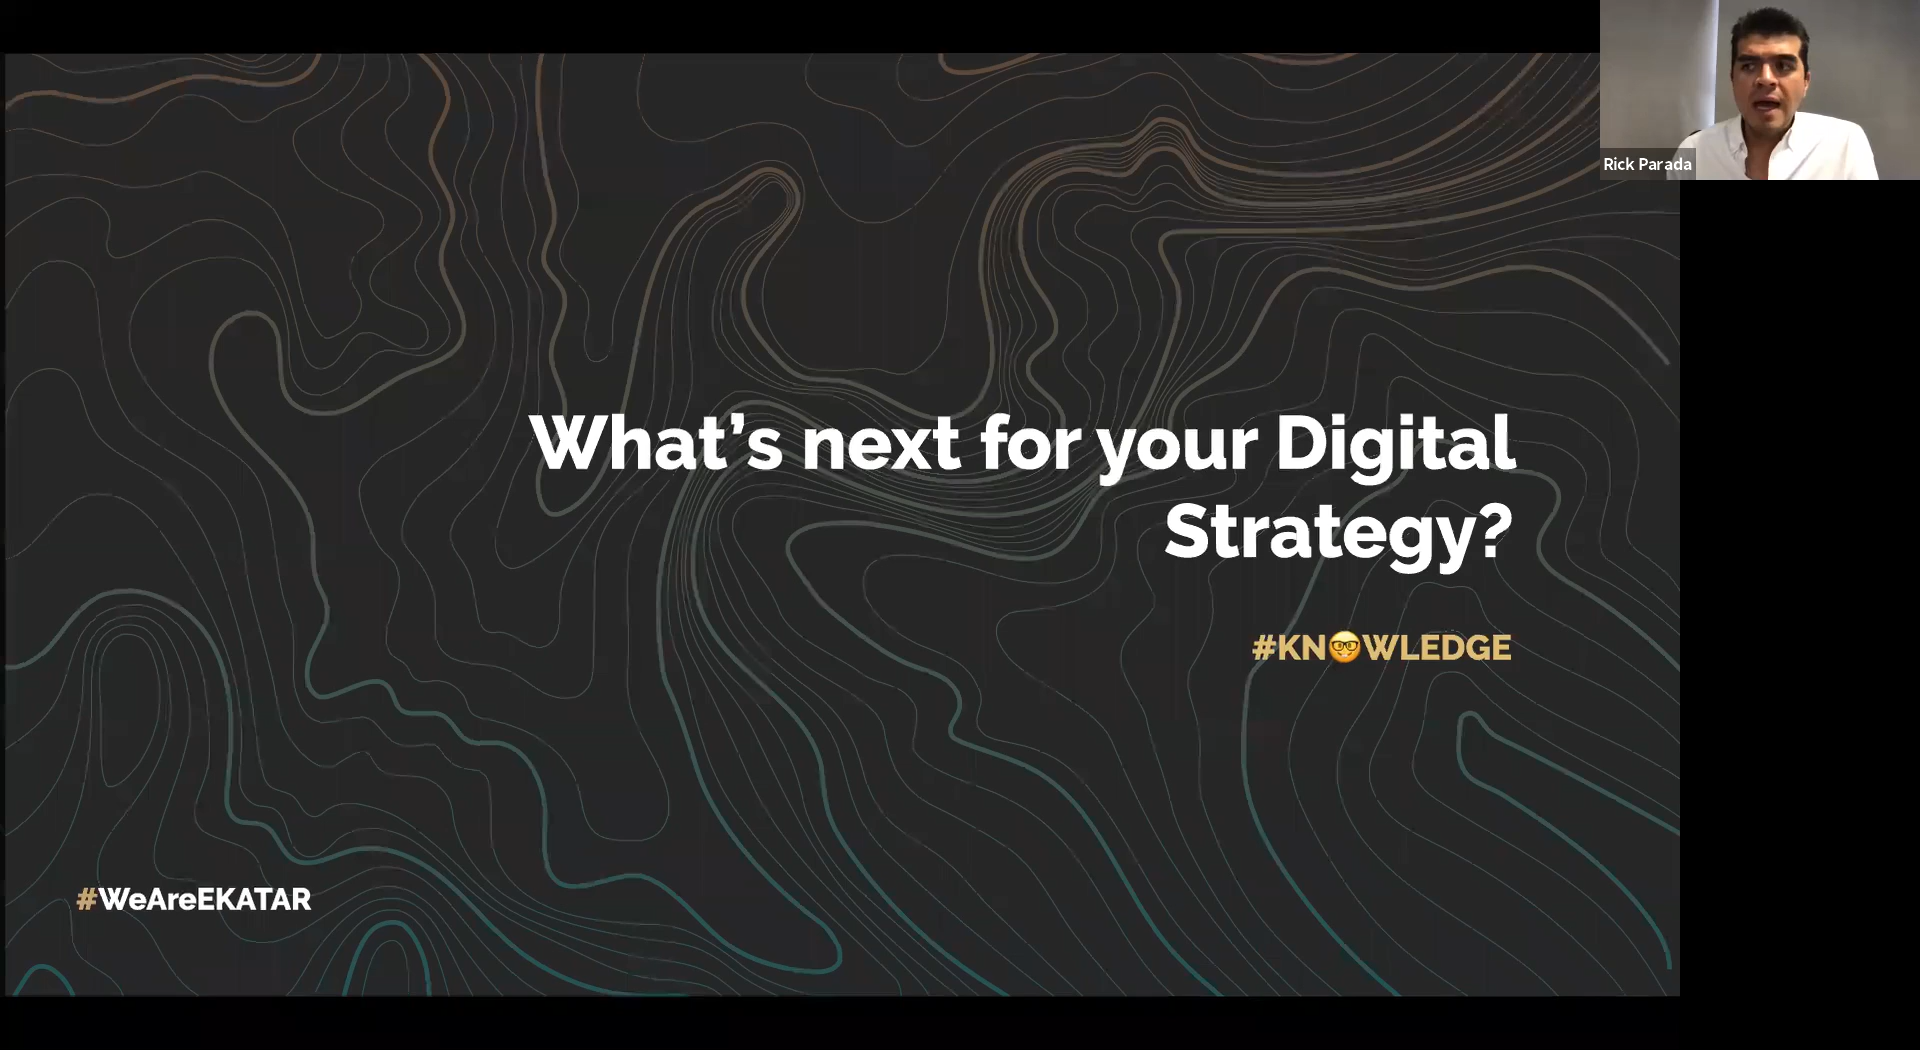 Rick Parada
What’s next for your Digital
Strategy?
#KN🤓WLEDGE
#WeAreEKATAR